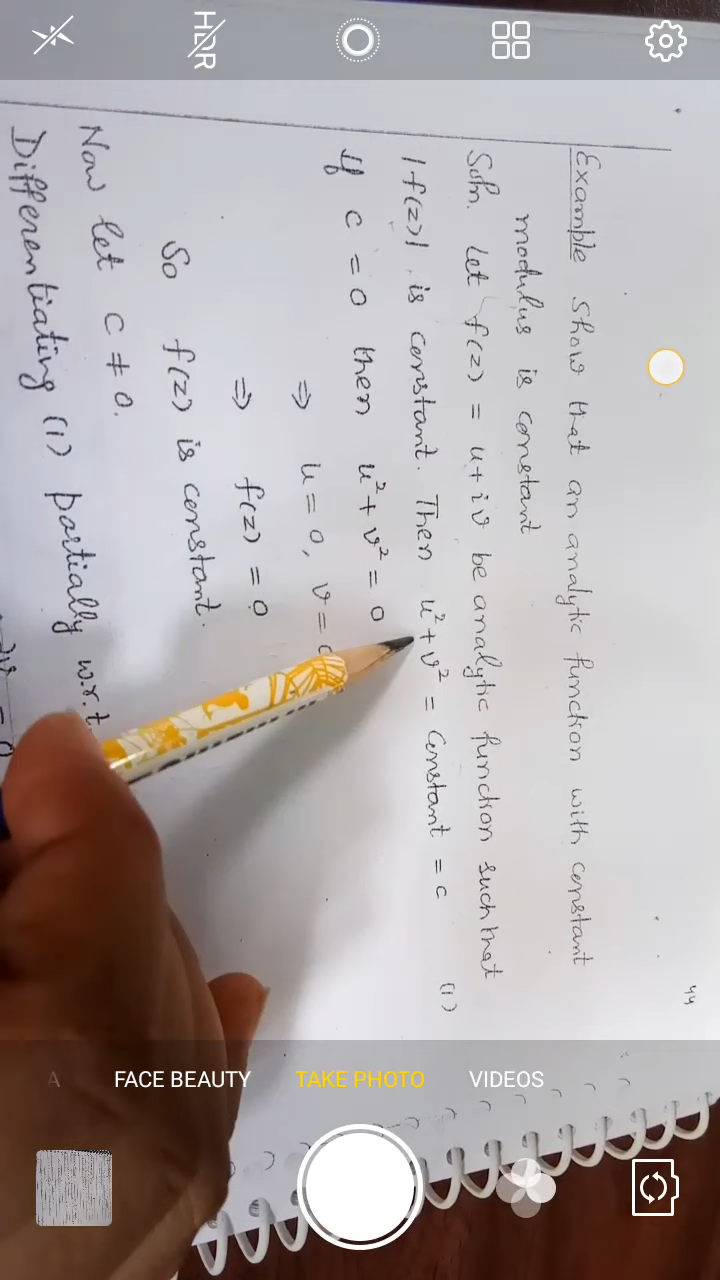 HDR
44
Example Show that an analytic function with constant
modulus is constant
Soln. Let f(z) = u + iv be analytic function such that
|f(z)| is constant. Then u² + v² = Constant = c (1)
If c = 0 then u² + v² = 0
⇒ u = 0, v =
⇒ f(z) = 0
So f(z) is constant.
Now let c ≠ 0.
Differentiating (1) partially w.r.t
A FACE BEAUTY TAKE PHOTO VIDEOS